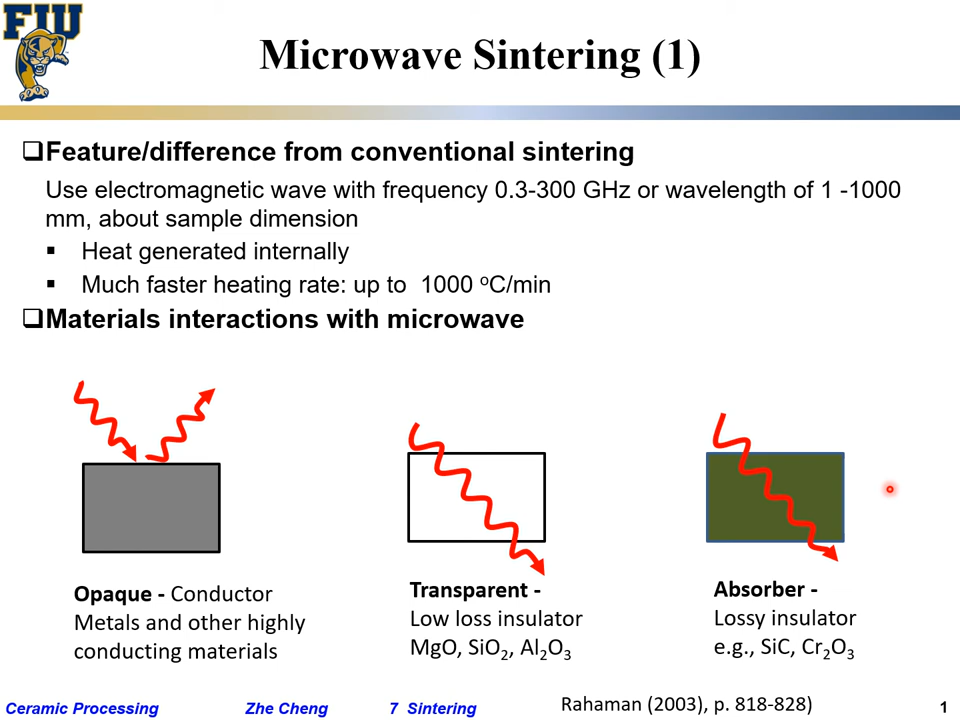 FIU
Microwave Sintering (1)
❑Feature/difference from conventional sintering
Use electromagnetic wave with frequency 0.3-300 GHz or wavelength of 1 -1000
mm, about sample dimension
▪ Heat generated internally
▪ Much faster heating rate: up to 1000 ºC/min
❑Materials interactions with microwave
Opaque - Conductor
Metals and other highly
conducting materials
Transparent -
Low loss insulator
MgO, SiO₂, Al₂O₃
Absorber -
Lossy insulator
e.g., SiC, Cr₂O₃
Ceramic Processing Zhe Cheng 7 Sintering Rahaman (2003), p. 818-828) 1